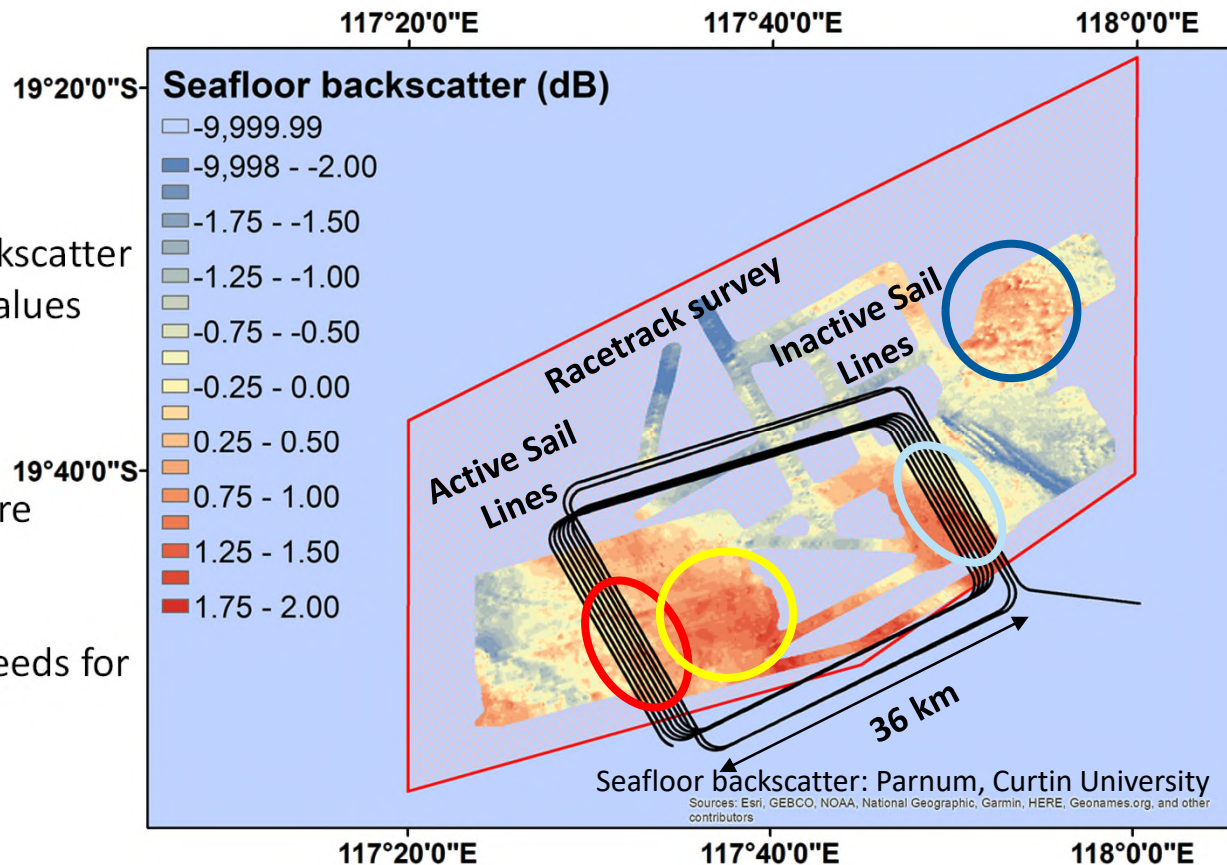 117°20'0"E 117°40'0"E 118°0'0"E
19°20'0"S
Seafloor backscatter (dB)
-9,999.99
-9,998 - -2.00
-1.75 - -1.50
-1.25 - -1.00
-0.75 - -0.50
-0.25 - 0.00
0.25 - 0.50
0.75 - 1.00
1.25 - 1.50
1.75 - 2.00
kscatter
alues
19°40'0"S
re
eeds for
Racetrack survey
Inactive Sail
Lines
Active Sail
Lines
36 km
Seafloor backscatter: Parnum, Curtin University
Sources: Esri, GEBCO, NOAA, National Geographic, Garmin, HERE, Geonames.org, and other
contributors
117°20'0"E 117°40'0"E 118°0'0"E